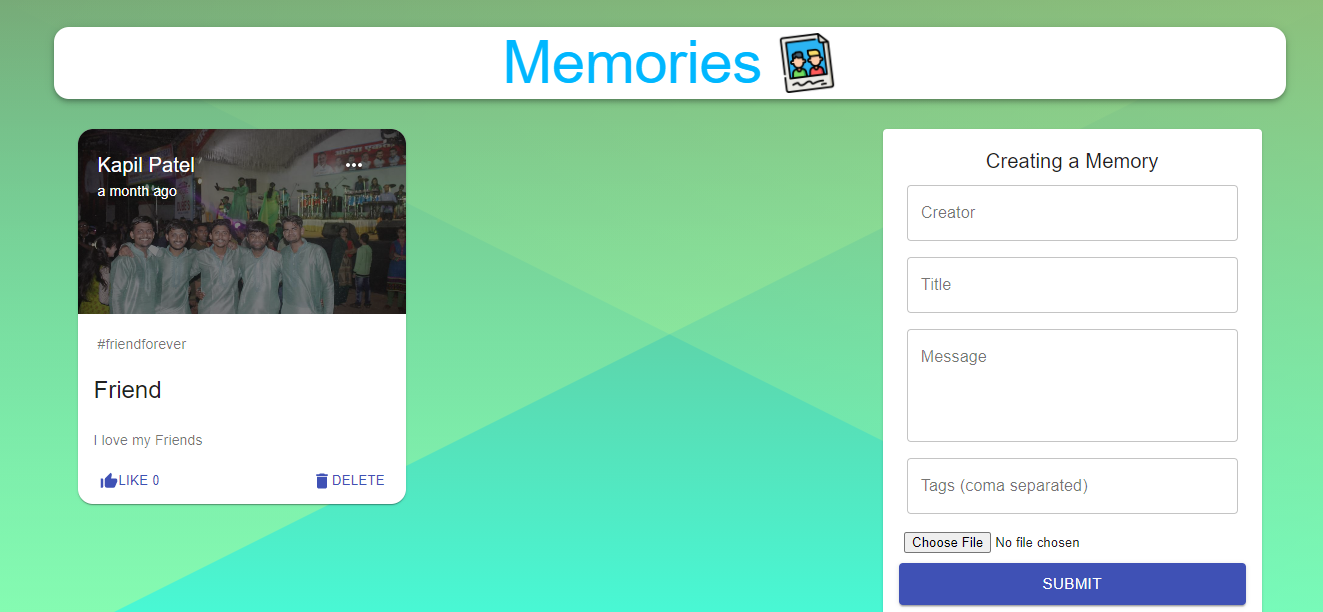 Memories
Kapil Patel
a month ago
#friendforever
Friend
I love my Friends
LIKE 0
DELETE
Creating a Memory
Creator
Title
Message
Tags (coma separated)
Choose File No file chosen
SUBMIT